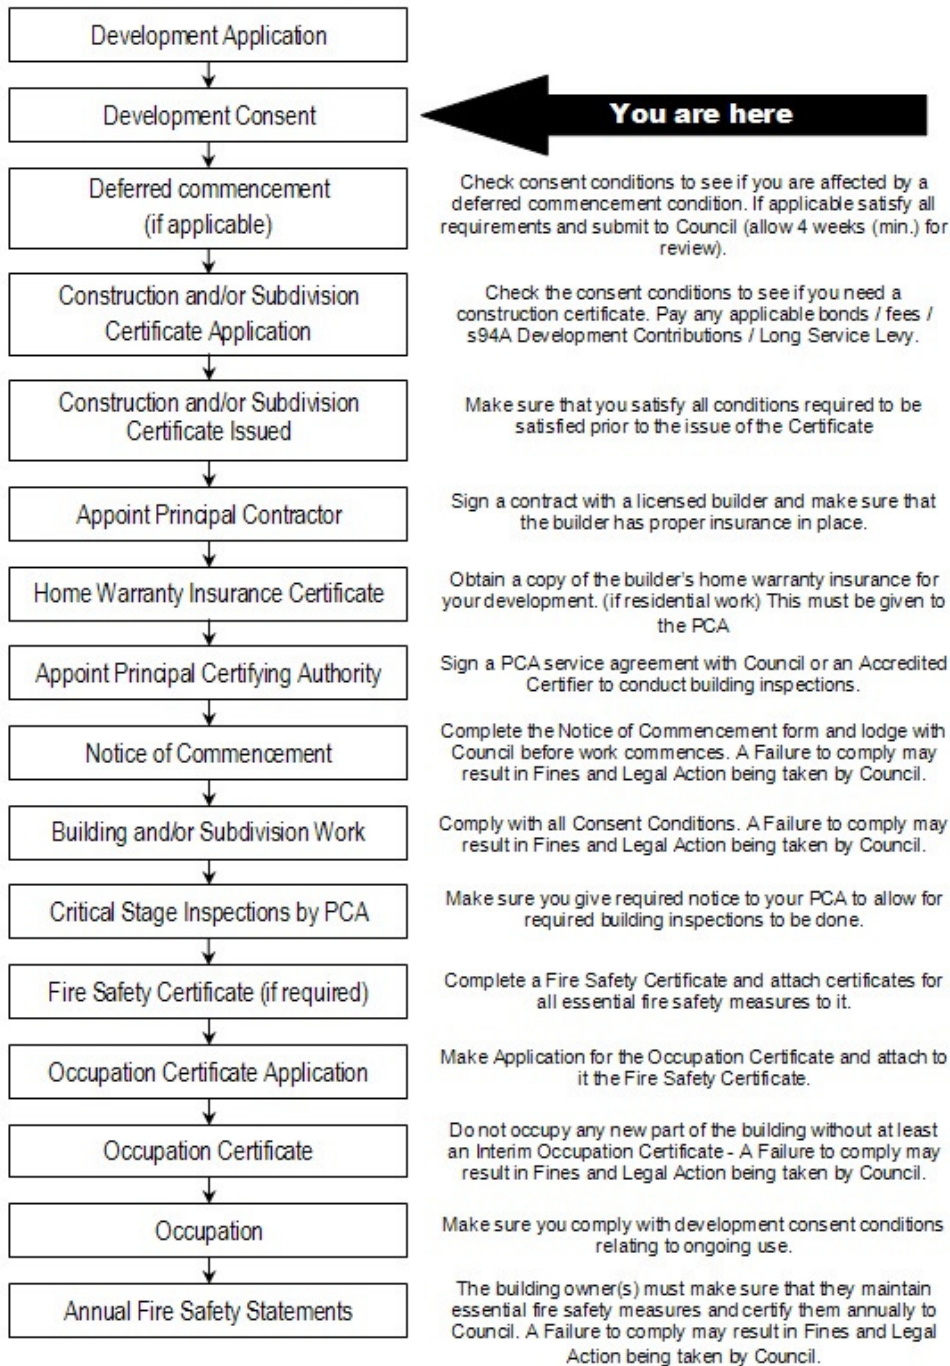 Development Application
Development Consent
You are here
Deferred commencement
(if applicable)
Check consent conditions to see if you are affected by a
deferred commencement condition. If applicable satisfy all
requirements and submit to Council (allow 4 weeks (min.) for
review).
Construction and/or Subdivision
Certificate Application
Check the consent conditions to see if you need a
construction certificate. Pay any applicable bonds / fees /
s94A Development Contributions / Long Service Levy.
Construction and/or Subdivision
Certificate Issued
Make sure that you satisfy all conditions required to be
satisfied prior to the issue of the Certificate
Appoint Principal Contractor
Sign a contract with a licensed builder and make sure that
the builder has proper insurance in place.
Home Warranty Insurance Certificate
Obtain a copy of the builder's home warranty insurance for
your development. (if residential work) This must be given to
the PCA
Appoint Principal Certifying Authority
Sign a PCA service agreement with Council or an Accredited
Certifier to conduct building inspections.
Notice of Commencement
Complete the Notice of Commencement form and lodge with
Council before work commences. A Failure to comply may
result in Fines and Legal Action being taken by Council.
Building and/or Subdivision Work
Comply with all Consent Conditions. A Failure to comply may
result in Fines and Legal Action being taken by Council.
Critical Stage Inspections by PCA
Make sure you give required notice to your PCA to allow for
required building inspections to be done.
Fire Safety Certificate (if required)
Complete a Fire Safety Certificate and attach certificates for
all essential fire safety measures to it.
Occupation Certificate Application
Make Application for the Occupation Certificate and attach to
it the Fire Safety Certificate.
Occupation Certificate
Do not occupy any new part of the building without at least
an Interim Occupation Certificate - A Failure to comply may
result in Fines and Legal Action being taken by Council.
Occupation
Make sure you comply with development consent conditions
relating to ongoing use.
Annual Fire Safety Statements
The building owner(s) must make sure that they maintain
essential fire safety measures and certify them annually to
Council. A Failure to comply may result in Fines and Legal
Action being taken by Council.